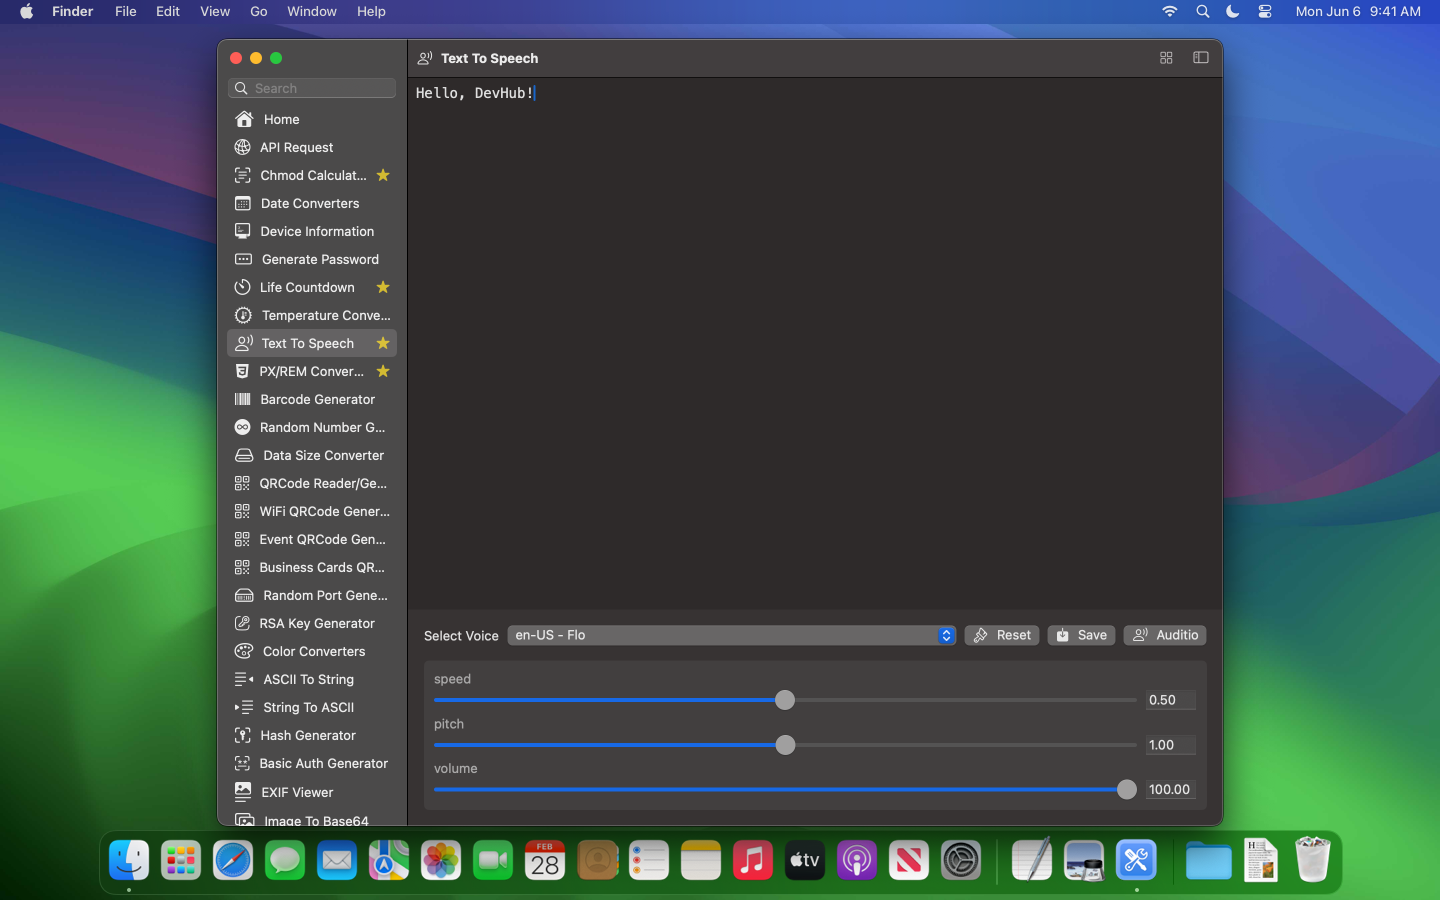 Finder File Edit View Go Window Help Mon Jun 6 9:41 AM
Text To Speech
Search
Hello, DevHub!
Home
API Request
Chmod Calculat...
Date Converters
Device Information
Generate Password
Life Countdown
Temperature Conve...
Text To Speech
PX/REM Conver...
Barcode Generator
Random Number G...
Data Size Converter
QRCode Reader/Ge...
WiFi QRCode Gener...
Event QRCode Gen...
Business Cards QR...
Random Port Gene...
RSA Key Generator
Color Converters
ASCII To String
String To ASCII
Hash Generator
Basic Auth Generator
EXIF Viewer
Image To Base64
Select Voice en-US - Flo Reset Save Auditio
speed
0.50
pitch
1.00
volume
100.00
FEB
28
tv